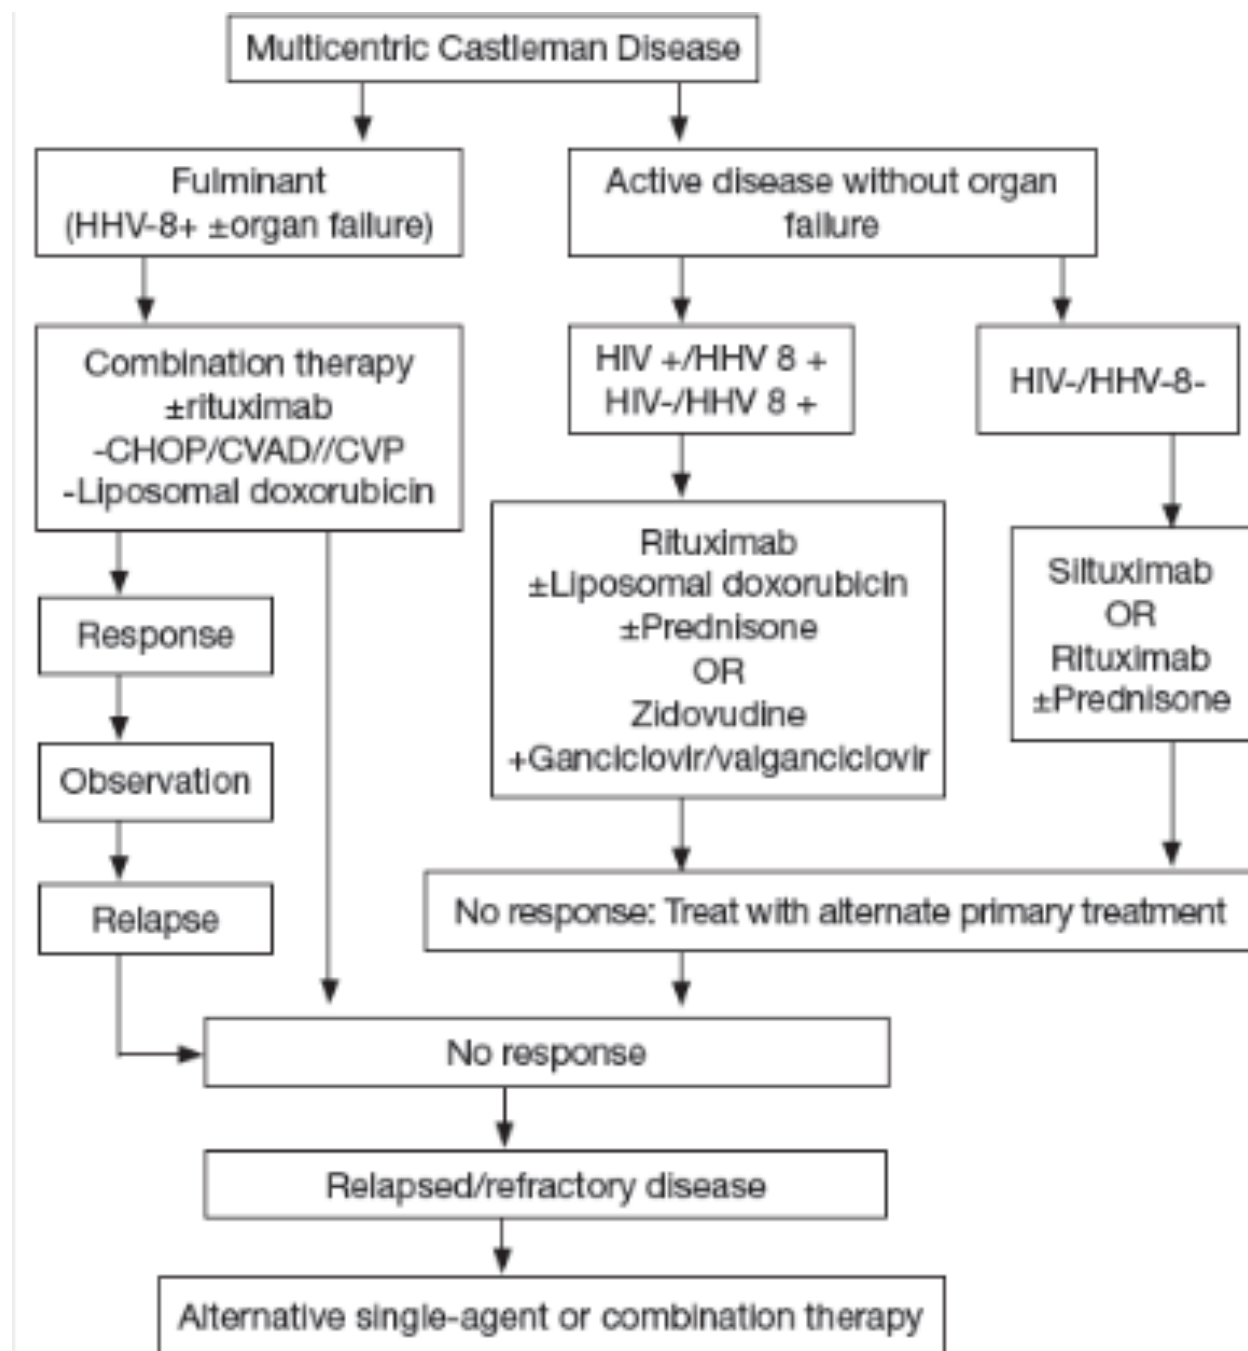 Multicentric Castleman Disease
Fulminant
(HHV-8+ ±organ failure)
Active disease without organ
failure
Combination therapy
±rituximab
-CHOP/CVAD//CVP
-Liposomal doxorubicin
HIV +/HHV 8 +
HIV-/HHV 8 +
HIV-/HHV-8-
Rituximab
±Liposomal doxorubicin
±Prednisone
OR
Zidovudine
+Ganciclovir/valganciclovir
Siltuximab
OR
Rituximab
±Prednisone
Response
Observation
Relapse
No response: Treat with alternate primary treatment
No response
Relapsed/refractory disease
Alternative single-agent or combination therapy